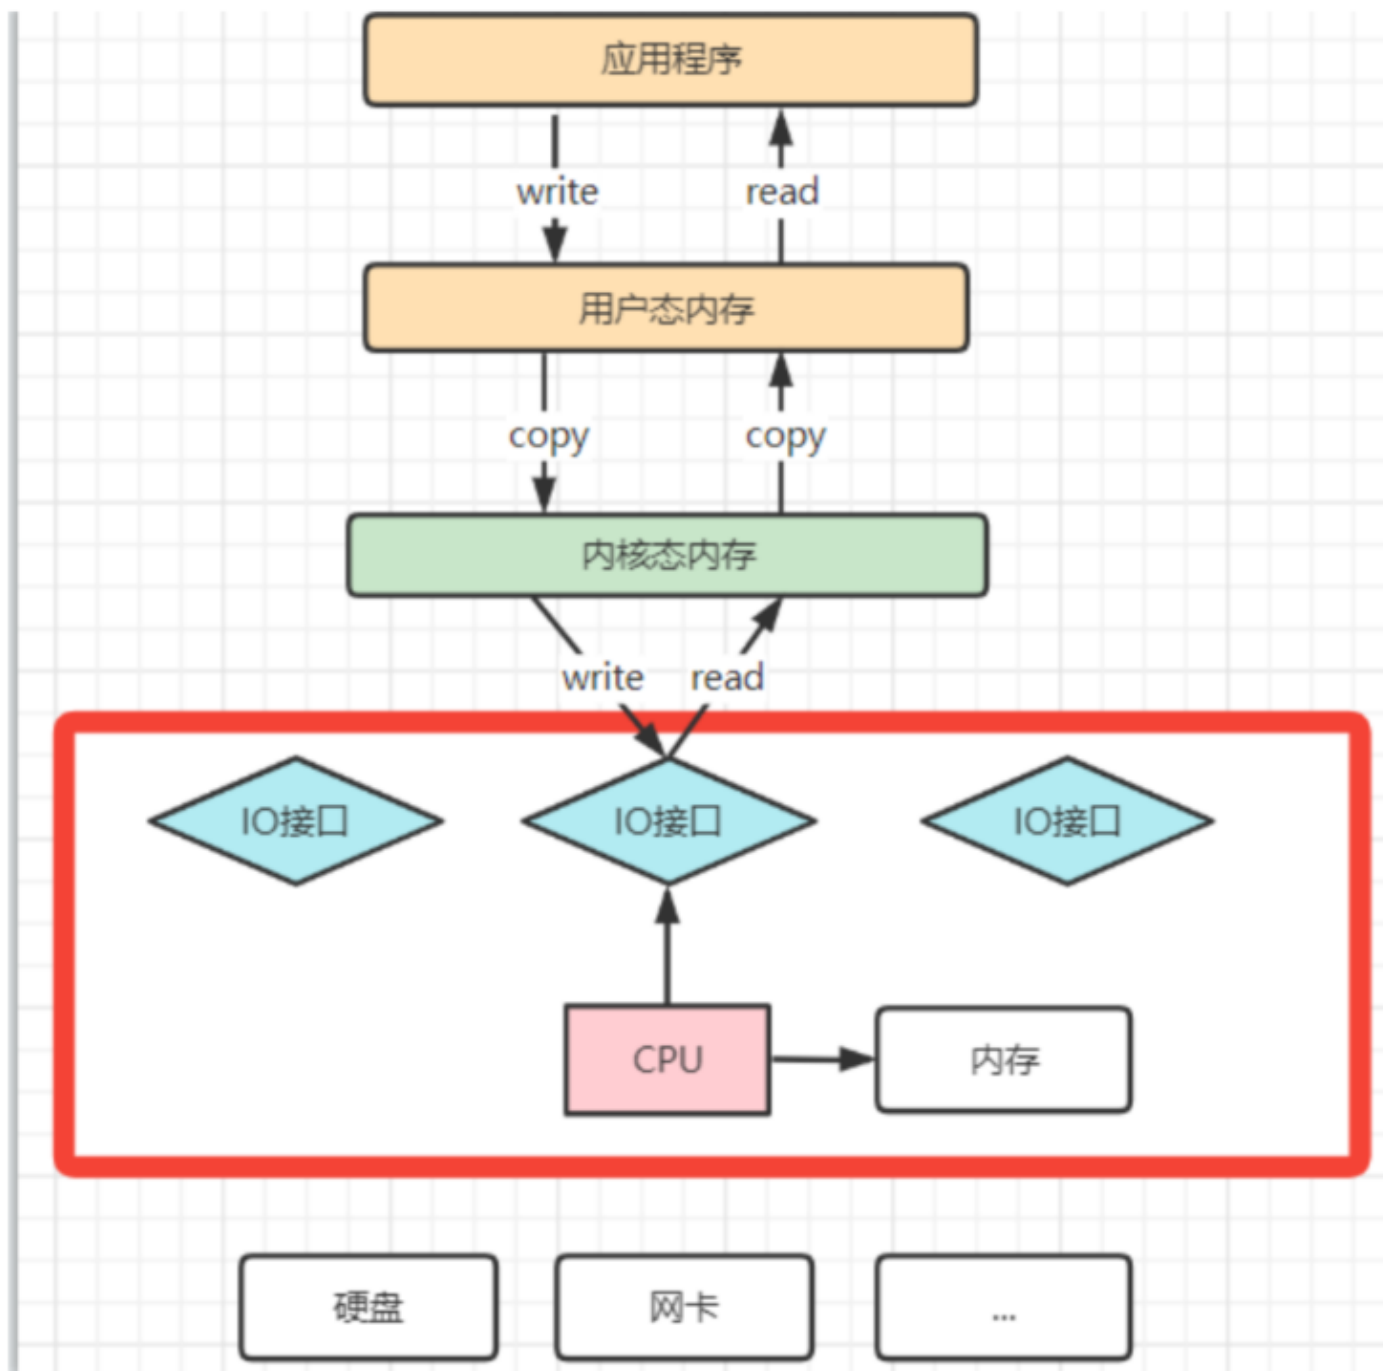 应用程序
write
read
用户态内存
copy
copy
内核态内存
write
read
IO接口
IO接口
IO接口
CPU
内存
硬盘
网卡
...